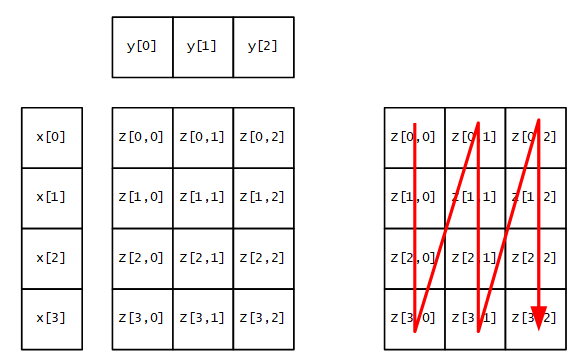 y[0] y[1] y[2]
x[0] z[0,0] z[0,1] z[0,2] z[0,0] z[0,1] z[0,2]
x[1] z[1,0] z[1,1] z[1,2] z[1,0] z[1,1] z[1,2]
x[2] z[2,0] z[2,1] z[2,2] z[2,0] z[2,1] z[2,2]
x[3] z[3,0] z[3,1] z[3,2] z[3,0] z[3,1] z[3,2]